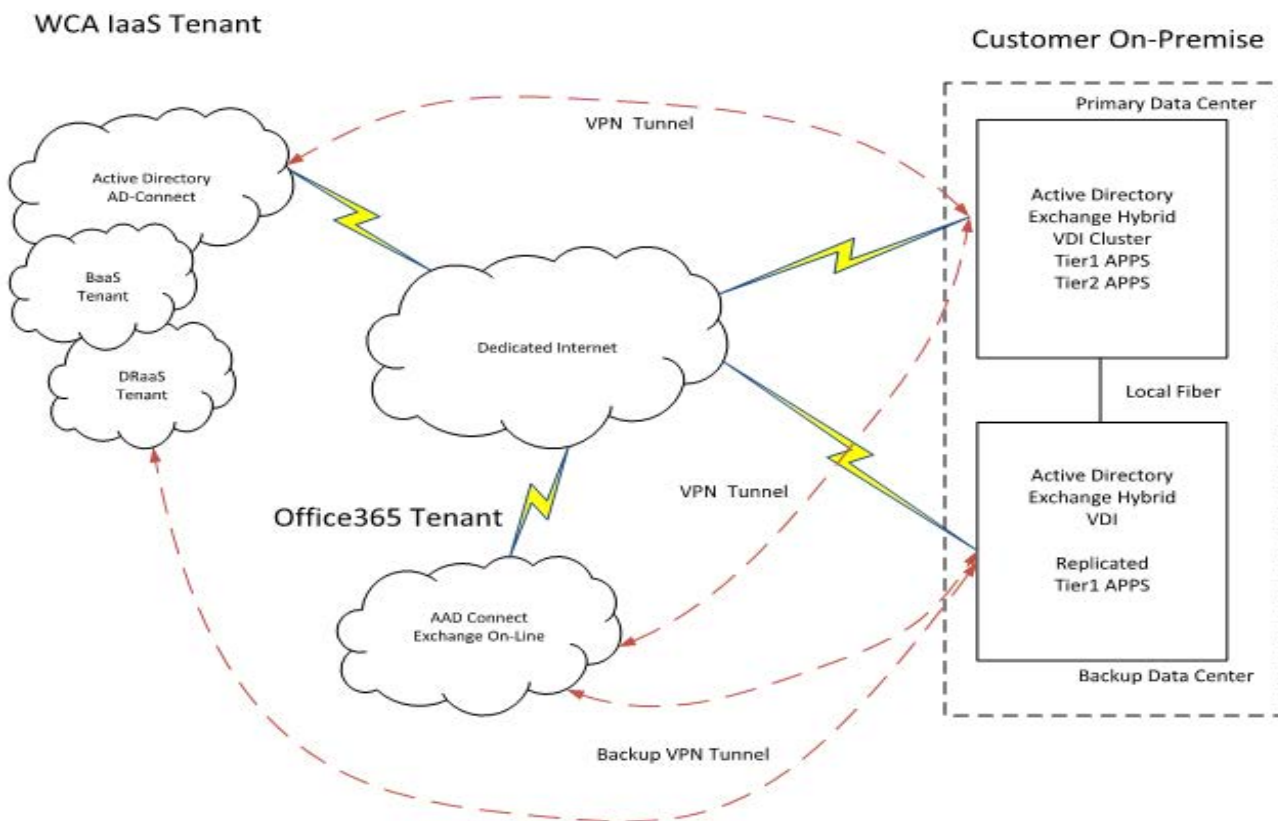 WCA IaaS Tenant
Customer On-Premise
Primary Data Center
VPN Tunnel
Active Directory
AD-Connect
Active Directory
Exchange Hybrid
VDI Cluster
Tier1 APPS
Tier2 APPS
BaaS
Tenant
Dedicated Internet
DRaaS
Tenant
Local Fiber
VPN Tunnel
Active Directory
Exchange Hybrid
VDI
Replicated
Tier1 APPS
Office365 Tenant
AAD Connect
Exchange On-Line
Backup Data Center
Backup VPN Tunnel